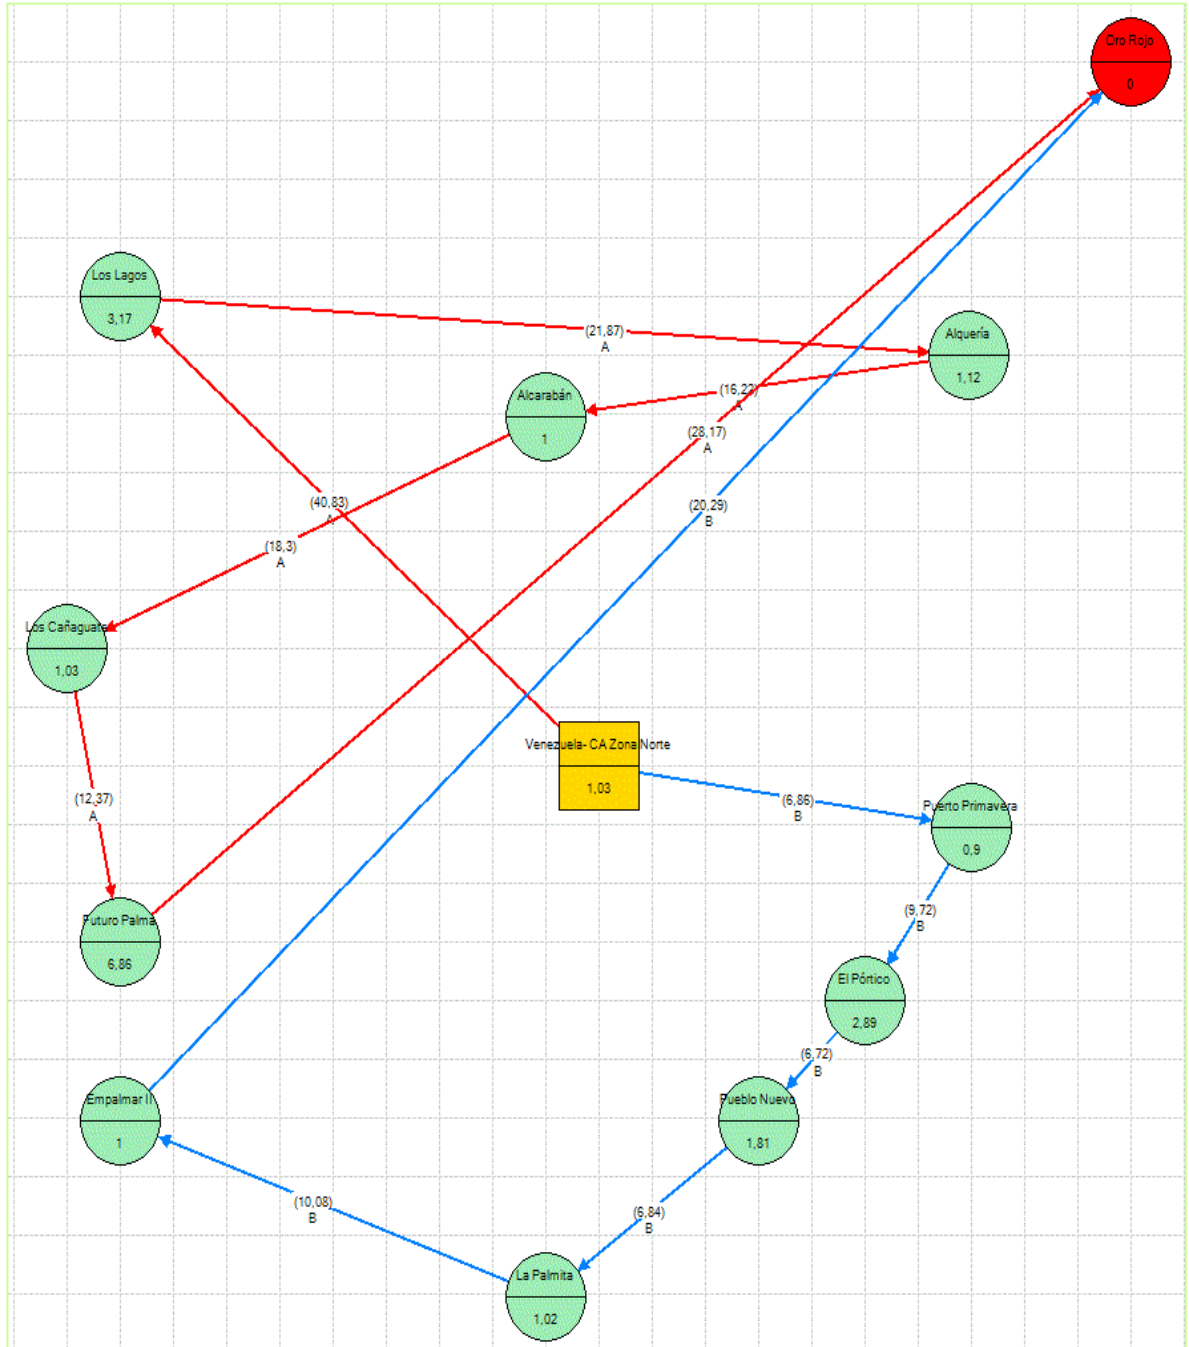 Oro Rojo
0
Los Lagos
3,17
(21,87)
A
Alquería
1,12
Alcarabán
1
(16,22)
A
(28,17)
A
(40,83)
A
(20,29)
B
(18,3)
A
Los Cañaguate
1,03
Venezuela- CA Zona Norte
1,03
(12,37)
A
(6,86)
B
Puerto Primavera
0,9
Futuro Palma
6,86
(9,72)
B
El Pórtico
2,89
(6,72)
B
Empalmar II
1
Pueblo Nuevo
1,81
(10,08)
B
(6,84)
B
La Palmita
1,02